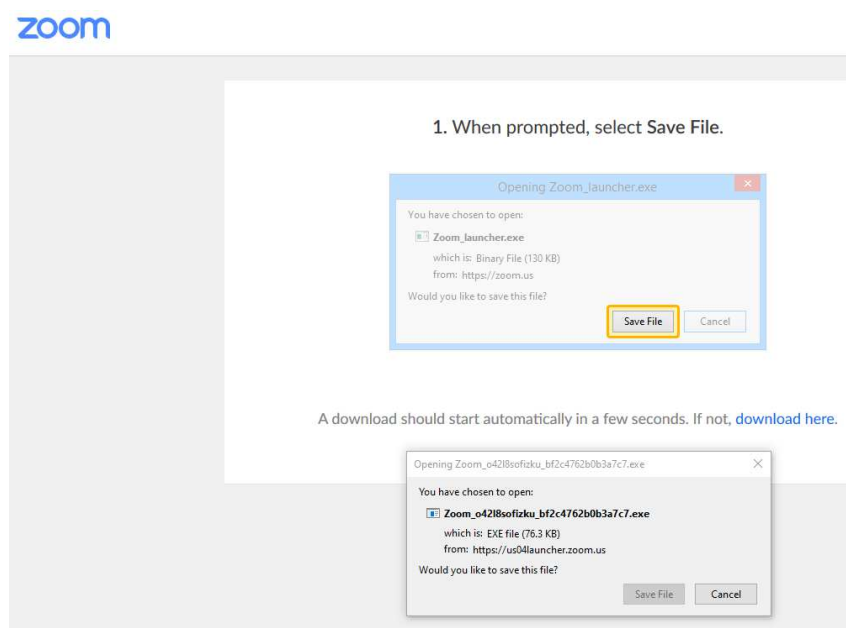 zoom
1. When prompted, select Save File.
Opening Zoom_launcher.exe
You have chosen to open:
Zoom_launcher.exe
which is: Binary File (130 KB)
from: https://zoom.us
Would you like to save this file?
Save File Cancel
A download should start automatically in a few seconds. If not, download here.
Opening Zoom_o42l8sofizku_bf2c4762b0b3a7c7.exe
You have chosen to open:
Zoom_o42l8sofizku_bf2c4762b0b3a7c7.exe
which is: EXE file (76.3 KB)
from: https://us04launcher.zoom.us
Would you like to save this file?
Save File Cancel